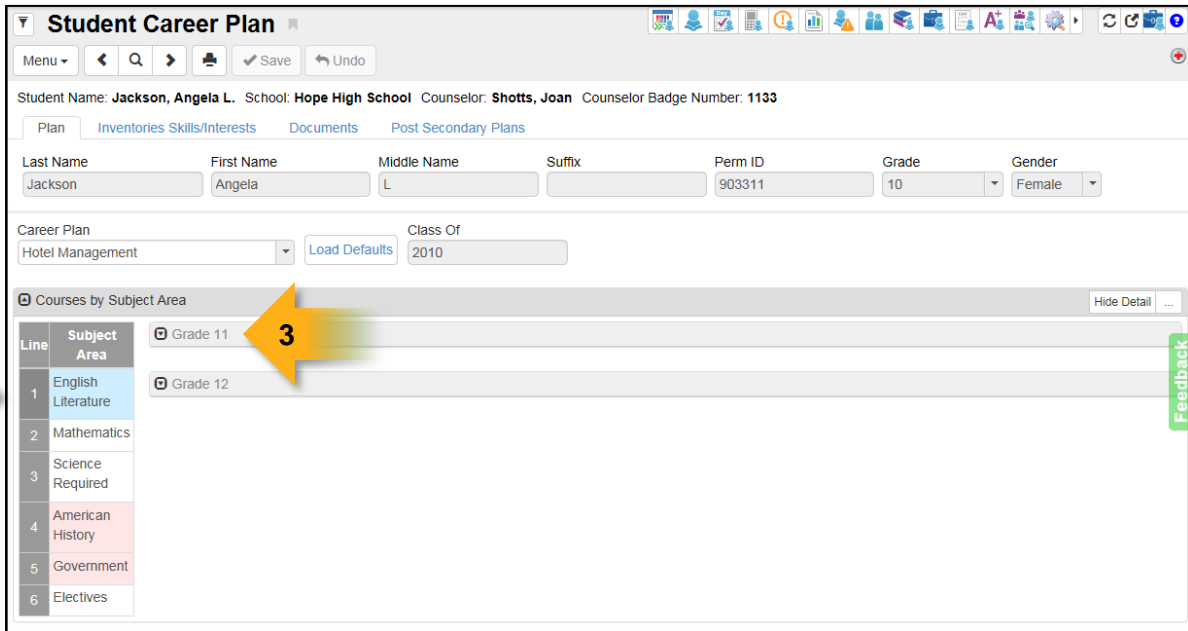 Student Career Plan
Menu
Save
Undo
Student Name: Jackson, Angela L. School: Hope High School Counselor: Shotts, Joan Counselor Badge Number: 1133
Plan Inventories Skills/Interests Documents Post Secondary Plans
Last Name First Name Middle Name Suffix Perm ID Grade Gender
Jackson Angela L 903311 10 Female
Career Plan Class Of
Hotel Management Load Defaults 2010
Courses by Subject Area Hide Detail ...
Line Subject Area
Grade 11
3
Grade 12
1 English Literature
2 Mathematics
3 Science Required
4 American History
5 Government
6 Electives
Feedback